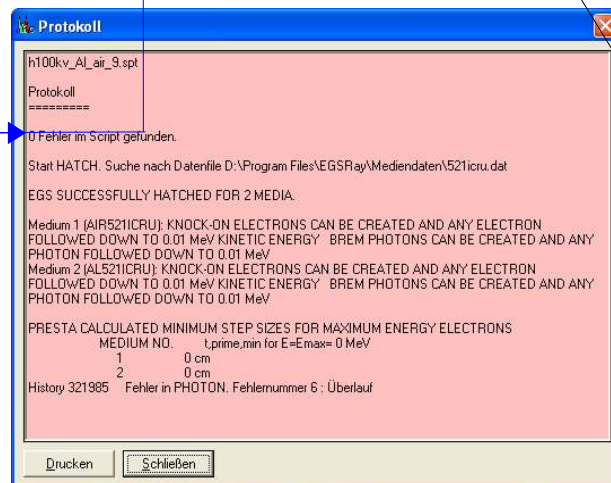 Protokoll
h100kv_Al_air_9.spt
Protokoll
=========
0 Fehler im Script gefunden.
Start HATCH. Suche nach Datenfile D:\Program Files\EGSRay\Mediendaten\521icru.dat
EGS SUCCESSFULLY HATCHED FOR 2 MEDIA.
Medium 1 (AIR521ICRU): KNOCK-ON ELECTRONS CAN BE CREATED AND ANY ELECTRON
FOLLOWED DOWN TO 0.01 MeV KINETIC ENERGY BREM PHOTONS CAN BE CREATED AND ANY
PHOTON FOLLOWED DOWN TO 0.01 MeV
Medium 2 (AL521ICRU): KNOCK-ON ELECTRONS CAN BE CREATED AND ANY ELECTRON
FOLLOWED DOWN TO 0.01 MeV KINETIC ENERGY BREM PHOTONS CAN BE CREATED AND ANY
PHOTON FOLLOWED DOWN TO 0.01 MeV
PRESTA CALCULATED MINIMUM STEP SIZES FOR MAXIMUM ENERGY ELECTRONS
MEDIUM NO. t,prime,min for E=Emax= 0 MeV
1 0 cm
2 0 cm
History 321985 Fehler in PHOTON. Fehlernummer 6 : Überlauf
Drucken Schließen